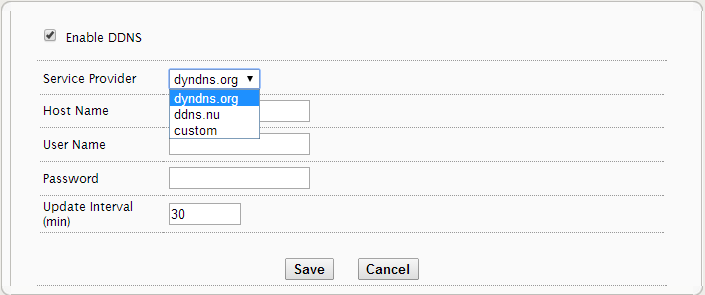 Enable DDNS
Service Provider dyndns.org
dyndns.org
Host Name
ddns.nu
custom
User Name
Password
Update Interval
(min) 30
Save Cancel